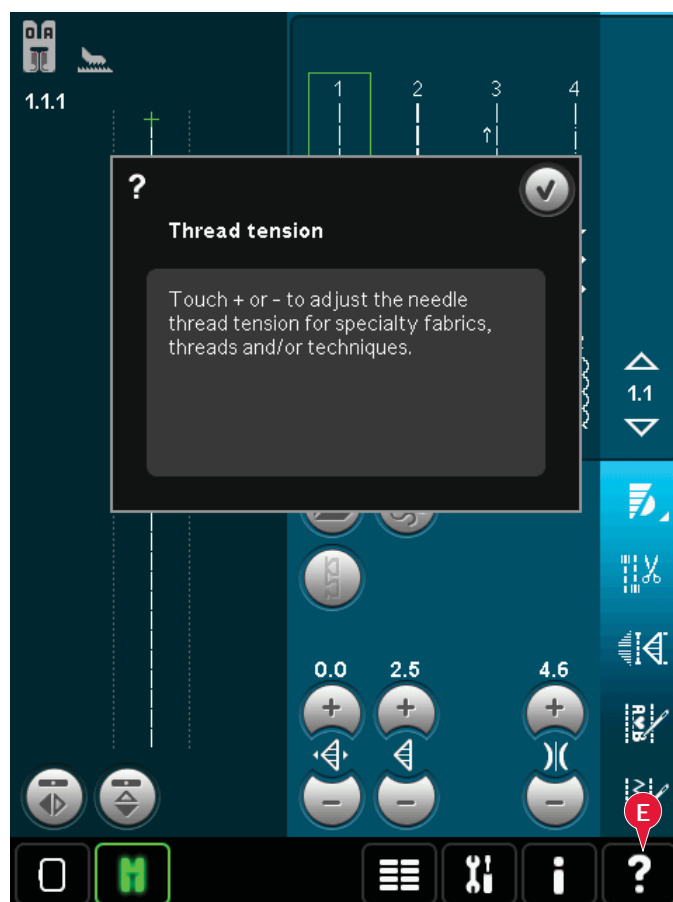 0 A
1.1.1
1 2 3 4
?
Thread tension
Touch + or - to adjust the needle
thread tension for specialty fabrics,
threads and/or techniques.
1.1
0.0 2.5 4.6
+ + +
- - -
A♥B
E
i ?